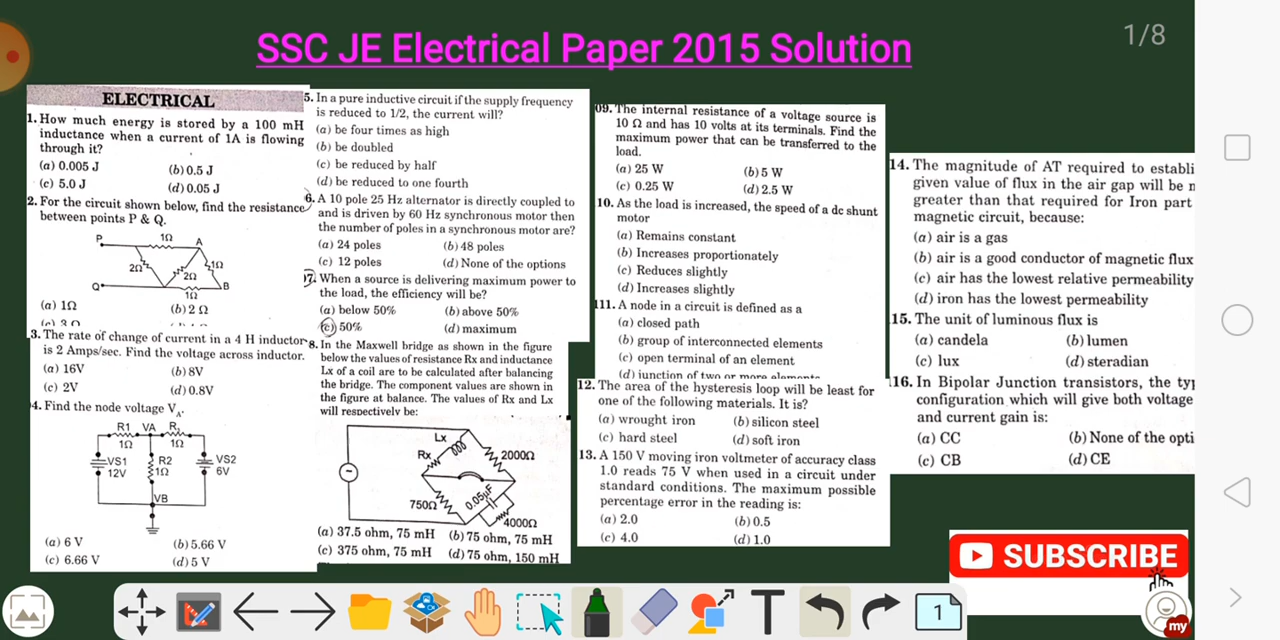 SSC JE Electrical Paper 2015 Solution
1/8
ELECTRICAL
1. How much energy is stored by a 100 mH
inductance when a current of 1A is flowing
through it?
(a) 0.005 J (b) 0.5 J
(c) 5.0 J (d) 0.05 J
2. For the circuit shown below, find the resistance
between points P & Q.
P 1Ω A
2Ω 2Ω 1Ω
Q 1Ω B
(a) 1Ω (b) 2 Ω
3. The rate of change of current in a 4 H inductor
is 2 Amps/sec. Find the voltage across inductor.
(a) 16V (b) 8V
(c) 2V (d) 0.8V
4. Find the node voltage VA.
R1 VA R,
1Ω 1Ω
VS1 R2 VS2
12V 1Ω 6V
VB
(a) 6 V (b) 5.66 V
(c) 6.66 V (d) 5 V
5. In a pure inductive circuit if the supply frequency
is reduced to 1/2, the current will?
(a) be four times as high
(b) be doubled
(c) be reduced by half
(d) be reduced to one fourth
6. A 10 pole 25 Hz alternator is directly coupled to
and is driven by 60 Hz synchronous motor then
the number of poles in a synchronous motor are?
(a) 24 poles (b) 48 poles
(c) 12 poles (d) None of the options
17. When a source is delivering maximum power to
the load, the efficiency will be?
(a) below 50% (b) above 50%
(c) 50% (d) maximum
8. In the Maxwell bridge as shown in the figure
below the values of resistance Rx and inductance
Lx of a coil are to be calculated after balancing
the bridge. The component values are shown in
the figure at balance. The values of Rx and Lx
will respectively be:
Lx
Rx 2000Ω
750Ω 0.05μF
4000Ω
(a) 37.5 ohm, 75 mH (b) 75 ohm, 75 mH
(c) 375 ohm, 75 mH (d) 75 ohm, 150 mH
09. The internal resistance of a voltage source is
10 Ω and has 10 volts at its terminals. Find the
maximum power that can be transferred to the
load.
(a) 25 W (b) 5 W
(c) 0.25 W (d) 2.5 W
10. As the load is increased, the speed of a dc shunt
motor
(a) Remains constant
(b) Increases proportionately
(c) Reduces slightly
(d) Increases slightly
111. A node in a circuit is defined as a
(a) closed path
(b) group of interconnected elements
(c) open terminal of an element
(d) junction of two or more elements
12. The area of the hysteresis loop will be least for
one of the following materials. It is?
(a) wrought iron (b) silicon steel
(c) hard steel (d) soft iron
13. A 150 V moving iron voltmeter of accuracy class
1.0 reads 75 V when used in a circuit under
standard conditions. The maximum possible
percentage error in the reading is:
(a) 2.0 (b) 0.5
(c) 4.0 (d) 1.0
14. The magnitude of AT required to establi
given value of flux in the air gap will be n
greater than that required for Iron part
magnetic circuit, because:
(a) air is a gas
(b) air is a good conductor of magnetic flux
(c) air has the lowest relative permeability
(d) iron has the lowest permeability
15. The unit of luminous flux is
(a) candela (b) lumen
(c) lux (d) steradian
116. In Bipolar Junction transistors, the typ
configuration which will give both voltage
and current gain is:
(a) CC (b) None of the opti
(c) CB (d) CE
SUBSCRIBE
T
1
my